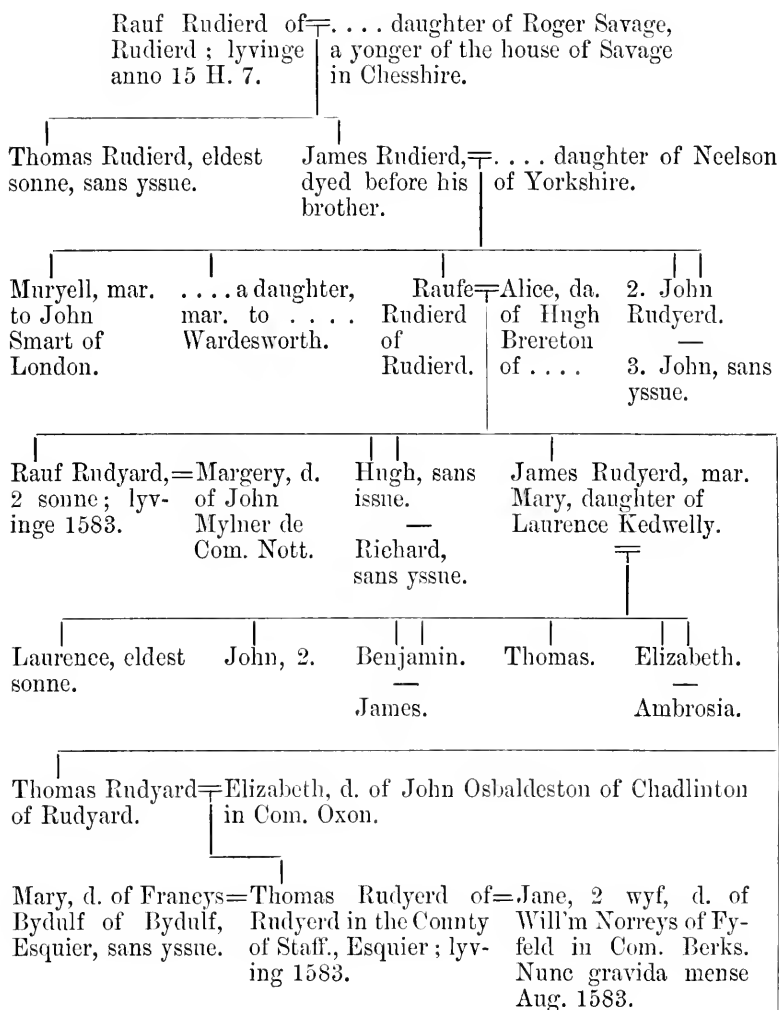 Rauf Rudierd of . . . . daughter of Roger Savage,
Rudierd ; lyvinge a yonger of the house of Savage
anno 15 H. 7. in Chesshire.
Thomas Rudierd, eldest
sonne, sans yssue.
James Rudierd, . . . . daughter of Neelson
dyed before his of Yorkshire.
brother.
Muryell, mar.
to John
Smart of
London.
. . . . a daughter,
mar. to . . . .
Wardesworth.
Raufe
Rudierd
of
Rudierd.
Alice, da.
of Hugh
Brereton
of . . . .
2. John
Rudyerd.
—
3. John, sans
yssue.
Rauf Rudyard,
2 sonne ; lyv-
inge 1583.
Margery, d.
of John
Mylner de
Com. Nott.
Hugh, sans
issue.
—
Richard,
sans yssue.
James Rudyerd, mar.
Mary, daughter of
Laurence Kedwelly.
Laurence, eldest
sonne.
John, 2.
Benjamin.
—
James.
Thomas.
Elizabeth.
—
Ambrosia.
Thomas Rudyard
of Rudyard.
Elizabeth, d. of John Osbaldeston of Chadlinton
in Com. Oxon.
Mary, d. of Francys
Bydulf of Bydulf,
Esquier, sans yssue.
Thomas Rudyerd of
Rudyerd in the County
of Staff., Esquier ; lyv-
ing 1583.
Jane, 2 wyf, d. of
Will'm Norreys of Fy-
feld in Com. Berks.
Nunc gravida mense
Aug. 1583.